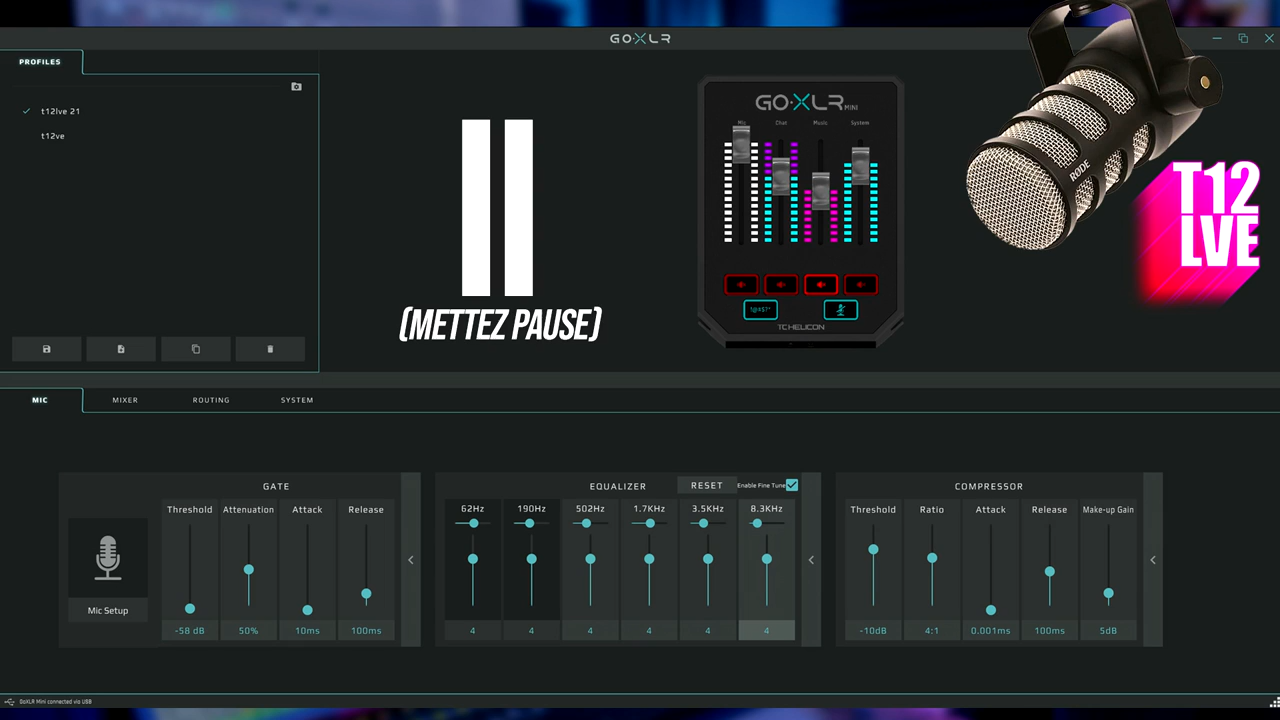 GO·XLR
PROFILES
t12lve 21
t12ve
(METTEZ PAUSE)
GO·XLR MINI
Mic Chat Music System
!@#$?*
TC HELICON
RODE
T12
LVE
MIC MIXER ROUTING SYSTEM
Mic Setup
GATE
Threshold Attenuation Attack Release
-58 dB 50% 10ms 100ms
EQUALIZER RESET Enable Fine Tune
62Hz 190Hz 502Hz 1.7KHz 3.5KHz 8.3KHz
4 4 4 4 4 4
COMPRESSOR
Threshold Ratio Attack Release Make-up Gain
-10dB 4:1 0.001ms 100ms 5dB
GoXLR Mini connected via USB